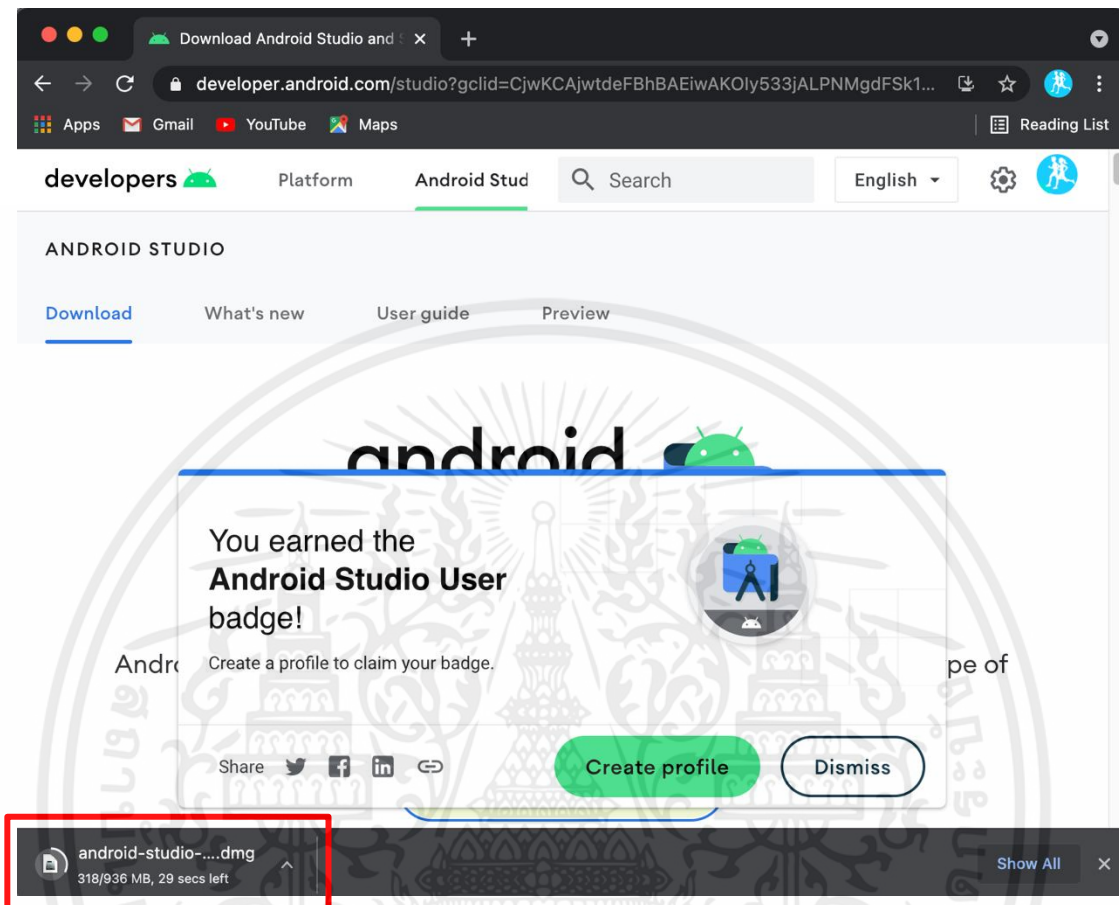 Download Android Studio and S
developer.android.com/studio?gclid=CjwKCAjwtdeFBhBAEiwAKOIy533jALPNMgdFSk1...
Apps Gmail YouTube Maps Reading List
developers Platform Android Stud Search English
ANDROID STUDIO
Download What's new User guide Preview
android
You earned the
Android Studio User
badge!
Create a profile to claim your badge.
Andro
pe of
Share Create profile Dismiss
android-studio-....dmg
318/936 MB, 29 secs left
Show All